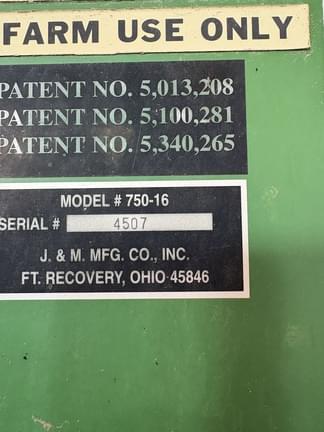 FARM USE ONLY
PATENT NO. 5,013,208
PATENT NO. 5,100,281
PATENT NO. 5,340,265
MODEL # 750-16
SERIAL # 4507
J. & M. MFG. CO., INC.
FT. RECOVERY, OHIO 45846